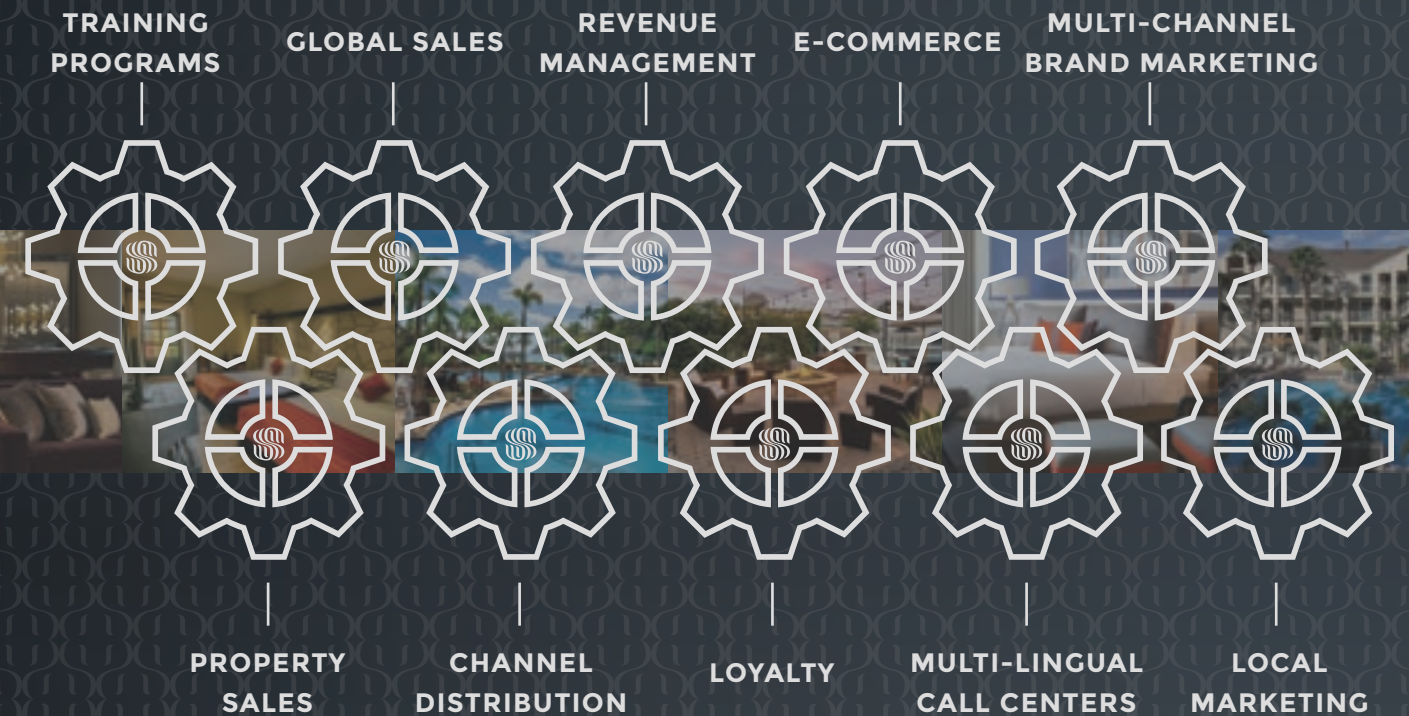 TRAINING
PROGRAMS
GLOBAL SALES
REVENUE
MANAGEMENT
E-COMMERCE
MULTI-CHANNEL
BRAND MARKETING
PROPERTY
SALES
CHANNEL
DISTRIBUTION
LOYALTY
MULTI-LINGUAL
CALL CENTERS
LOCAL
MARKETING